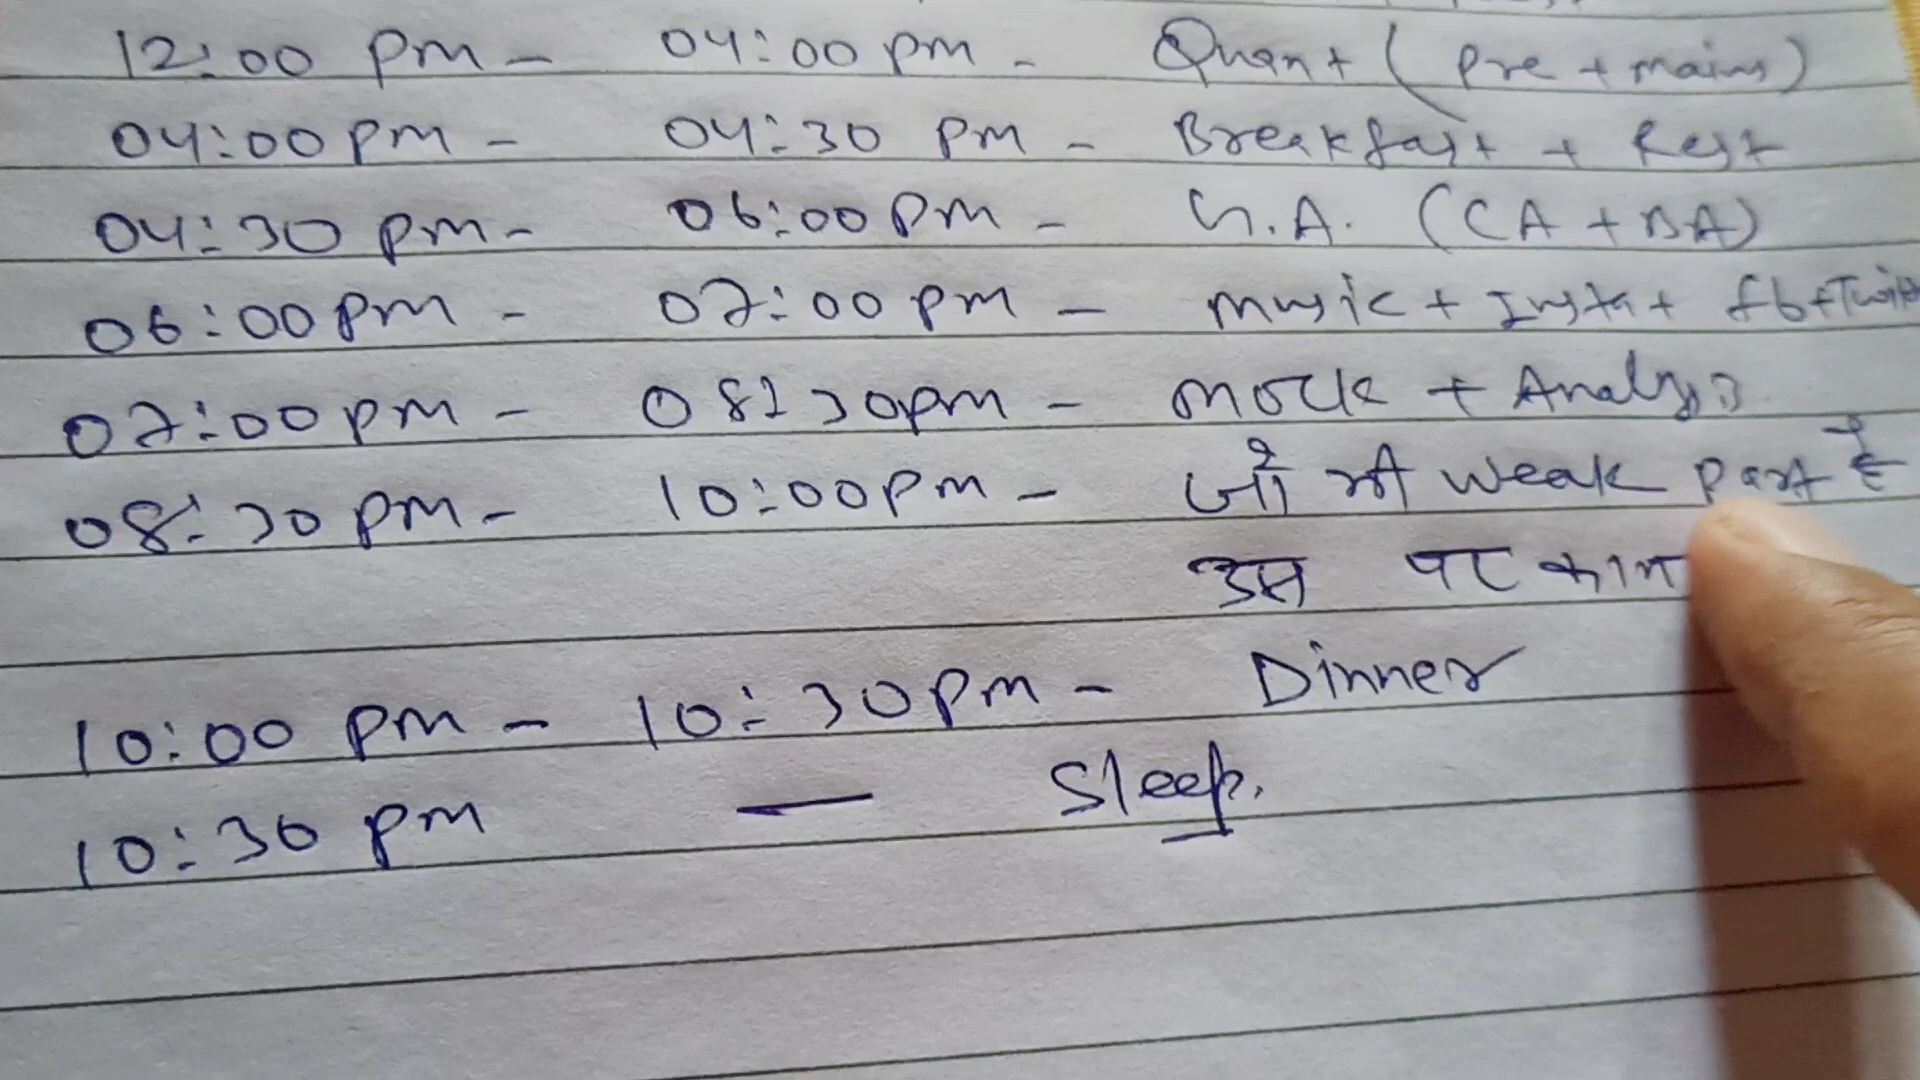 12:00 pm - 04:00 pm - Quant (pre + mains)
04:00 pm - 04:30 pm - Breakfast + Rest
04:30 pm - 06:00 pm - G.A. (CA + BA)
06:00 pm - 07:00 pm - music + Insta + fb +
07:00 pm - 08:30 pm - mock + Analysis
08:30 pm - 10:00 pm - जो भी weak part है
उस पर काम
10:00 pm - 10:30 pm - Dinner
10:30 pm — Sleep.